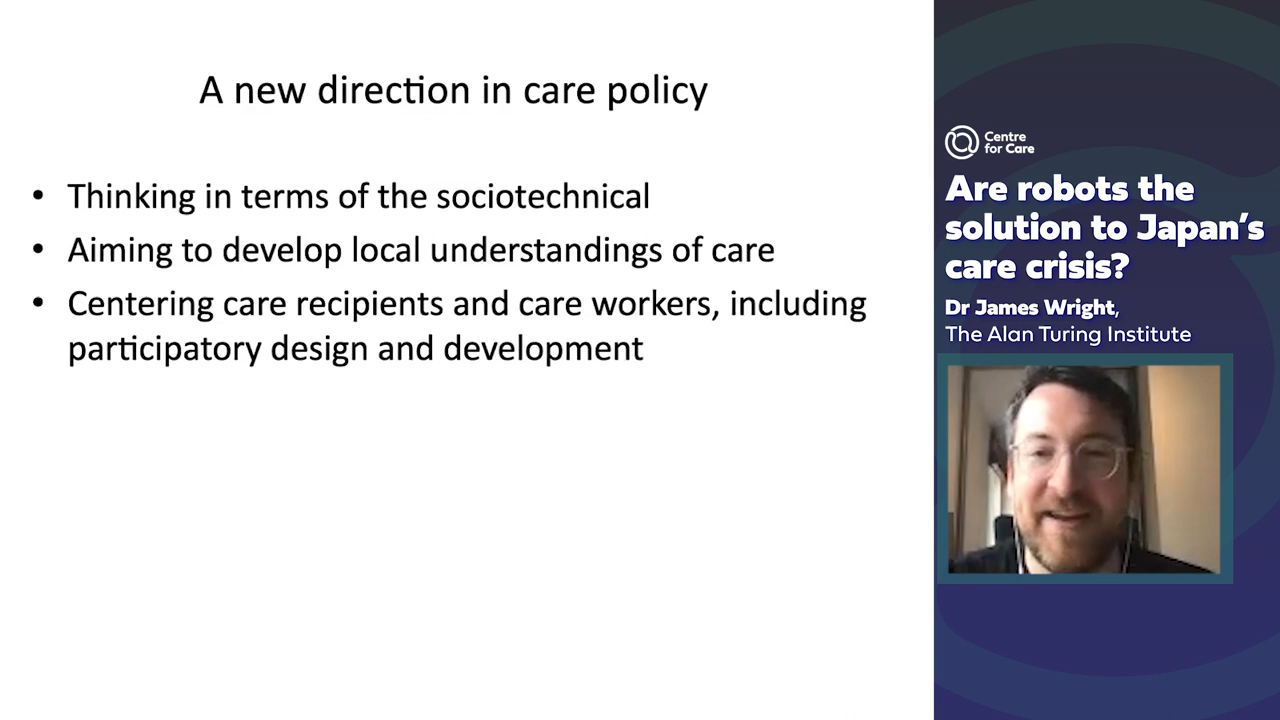 A new direction in care policy
• Thinking in terms of the sociotechnical
• Aiming to develop local understandings of care
• Centering care recipients and care workers, including
participatory design and development
Centre
for Care
Are robots the
solution to Japan's
care crisis?
Dr James Wright,
The Alan Turing Institute